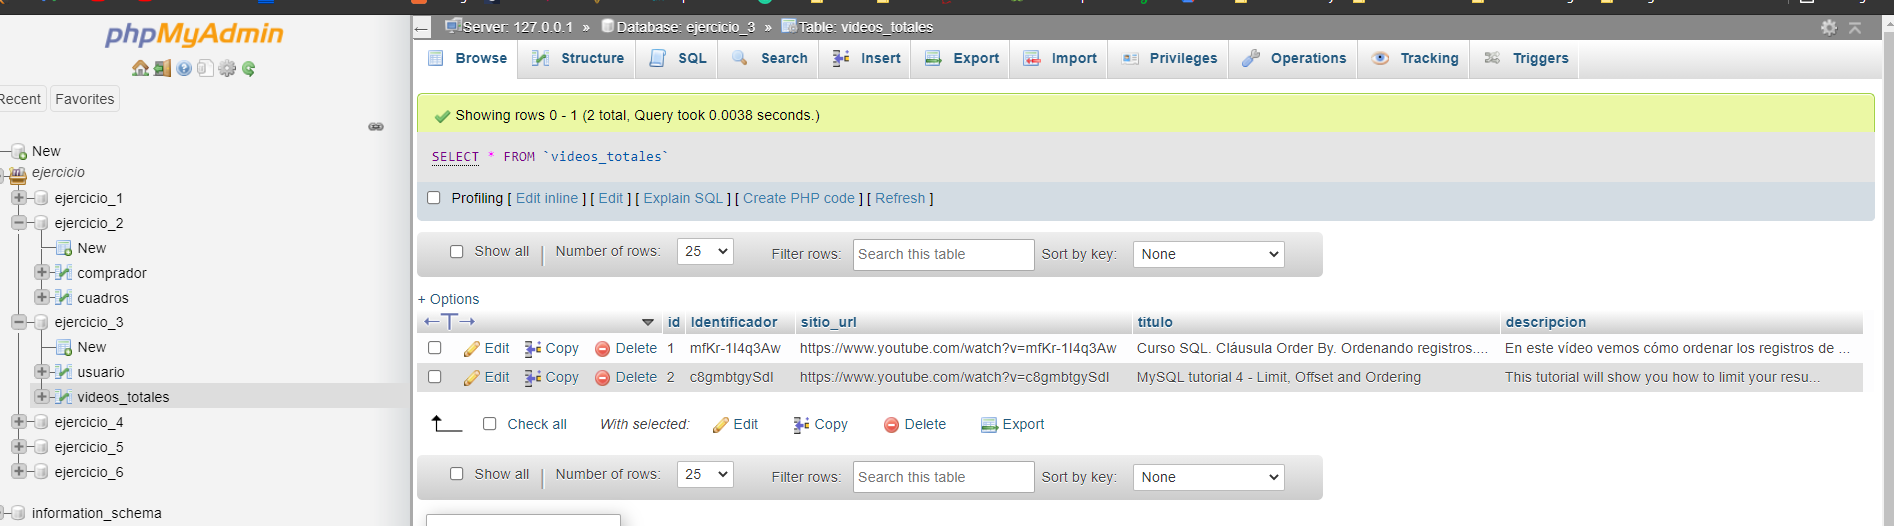 phpMyAdmin
Recent Favorites
New
ejercicio
ejercicio_1
ejercicio_2
New
comprador
cuadros
ejercicio_3
New
usuario
videos_totales
ejercicio_4
ejercicio_5
ejercicio_6
information_schema
Server: 127.0.0.1 » Database: ejercicio_3 » Table: videos_totales
Browse Structure SQL Search Insert Export Import Privileges Operations Tracking Triggers
Showing rows 0 - 1 (2 total, Query took 0.0038 seconds.)
SELECT * FROM `videos_totales`
Profiling [ Edit inline ] [ Edit ] [ Explain SQL ] [ Create PHP code ] [ Refresh ]
Show all | Number of rows: 25 Filter rows: Search this table Sort by key: None
+ Options
←T→ id Identificador sitio_url titulo descripcion
Edit Copy Delete 1 mfKr-1I4q3Aw https://www.youtube.com/watch?v=mfKr-1I4q3Aw Curso SQL. Cláusula Order By. Ordenando registros.... En este vídeo vemos cómo ordenar los registros de ...
Edit Copy Delete 2 c8gmbtgySdI https://www.youtube.com/watch?v=c8gmbtgySdI MySQL tutorial 4 - Limit, Offset and Ordering This tutorial will show you how to limit your resu...
Check all With selected: Edit Copy Delete Export
Show all | Number of rows: 25 Filter rows: Search this table Sort by key: None